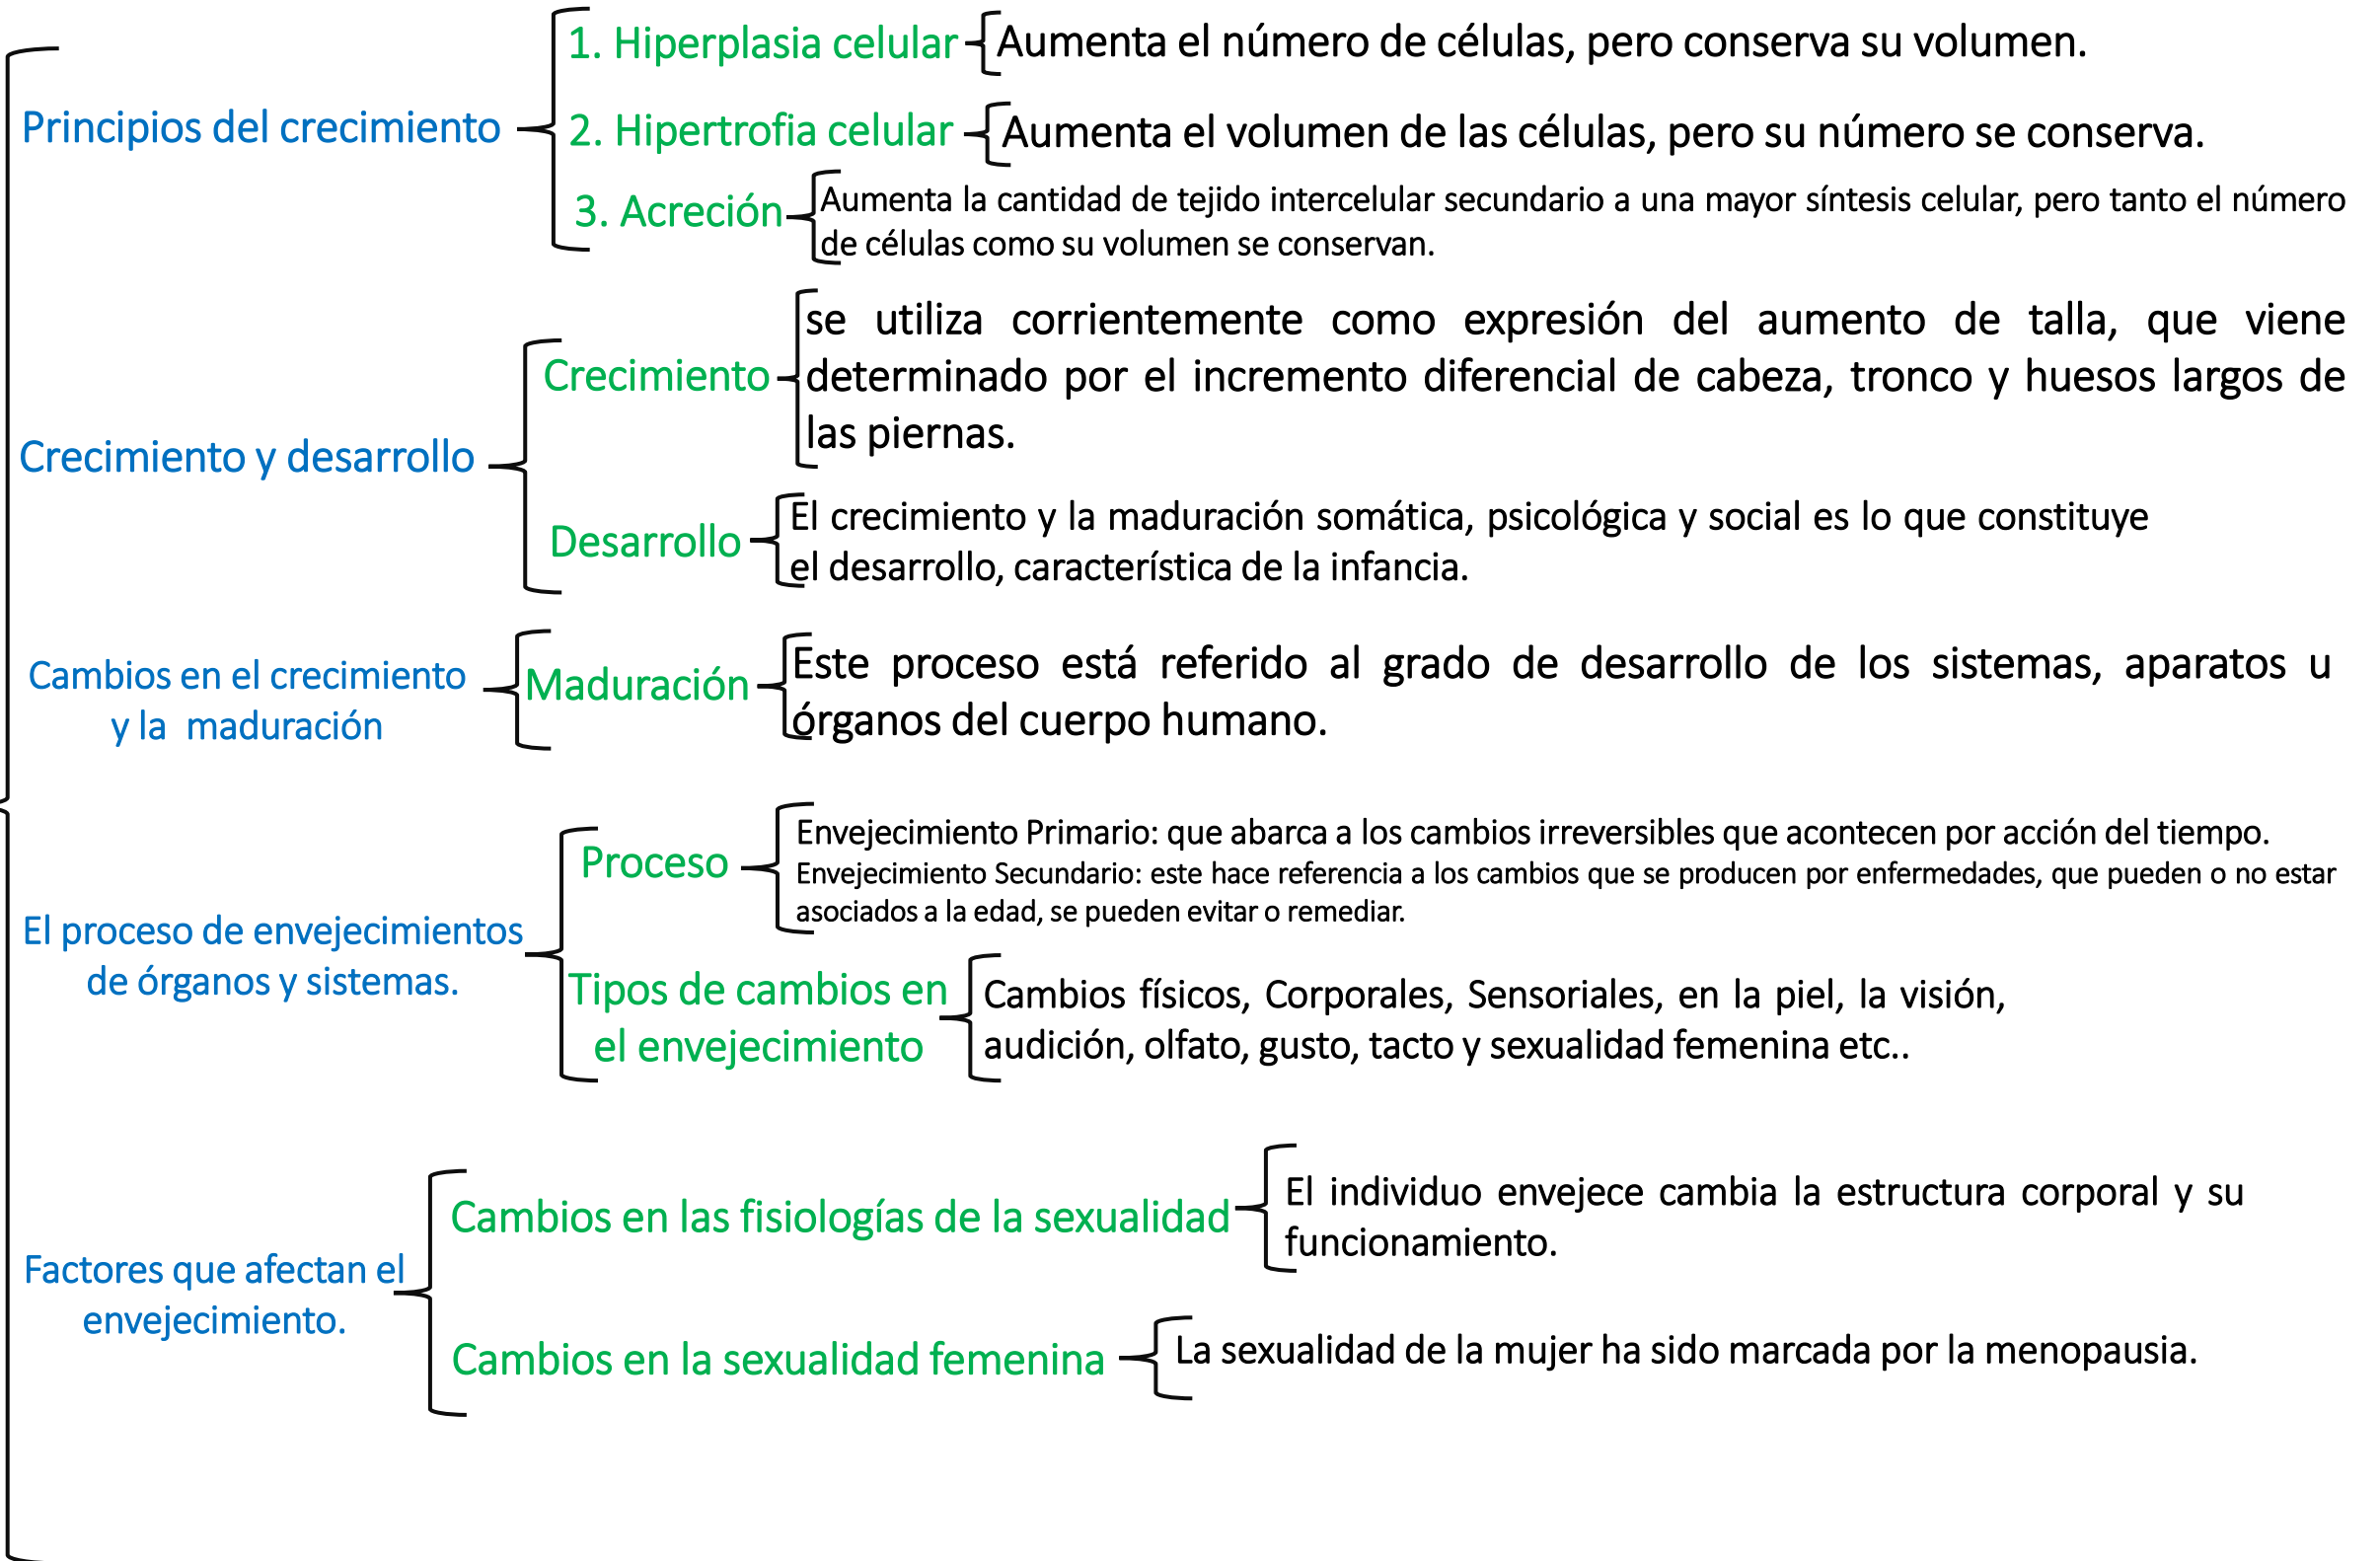 Principios del crecimiento
1. Hiperplasia celular
Aumenta el número de células, pero conserva su volumen.
2. Hipertrofia celular
Aumenta el volumen de las células, pero su número se conserva.
3. Acreción
Aumenta la cantidad de tejido intercelular secundario a una mayor síntesis celular, pero tanto el número
de células como su volumen se conservan.
Crecimiento y desarrollo
Crecimiento
se utiliza corrientemente como expresión del aumento de talla, que viene
determinado por el incremento diferencial de cabeza, tronco y huesos largos de
las piernas.
Desarrollo
El crecimiento y la maduración somática, psicológica y social es lo que constituye
el desarrollo, característica de la infancia.
Cambios en el crecimiento
y la maduración
Maduración
Este proceso está referido al grado de desarrollo de los sistemas, aparatos u
órganos del cuerpo humano.
El proceso de envejecimientos
de órganos y sistemas.
Proceso
Envejecimiento Primario: que abarca a los cambios irreversibles que acontecen por acción del tiempo.
Envejecimiento Secundario: este hace referencia a los cambios que se producen por enfermedades, que pueden o no estar
asociados a la edad, se pueden evitar o remediar.
Tipos de cambios en
el envejecimiento
Cambios físicos, Corporales, Sensoriales, en la piel, la visión,
audición, olfato, gusto, tacto y sexualidad femenina etc..
Factores que afectan el
envejecimiento.
Cambios en las fisiologías de la sexualidad
El individuo envejece cambia la estructura corporal y su
funcionamiento.
Cambios en la sexualidad femenina
La sexualidad de la mujer ha sido marcada por la menopausia.